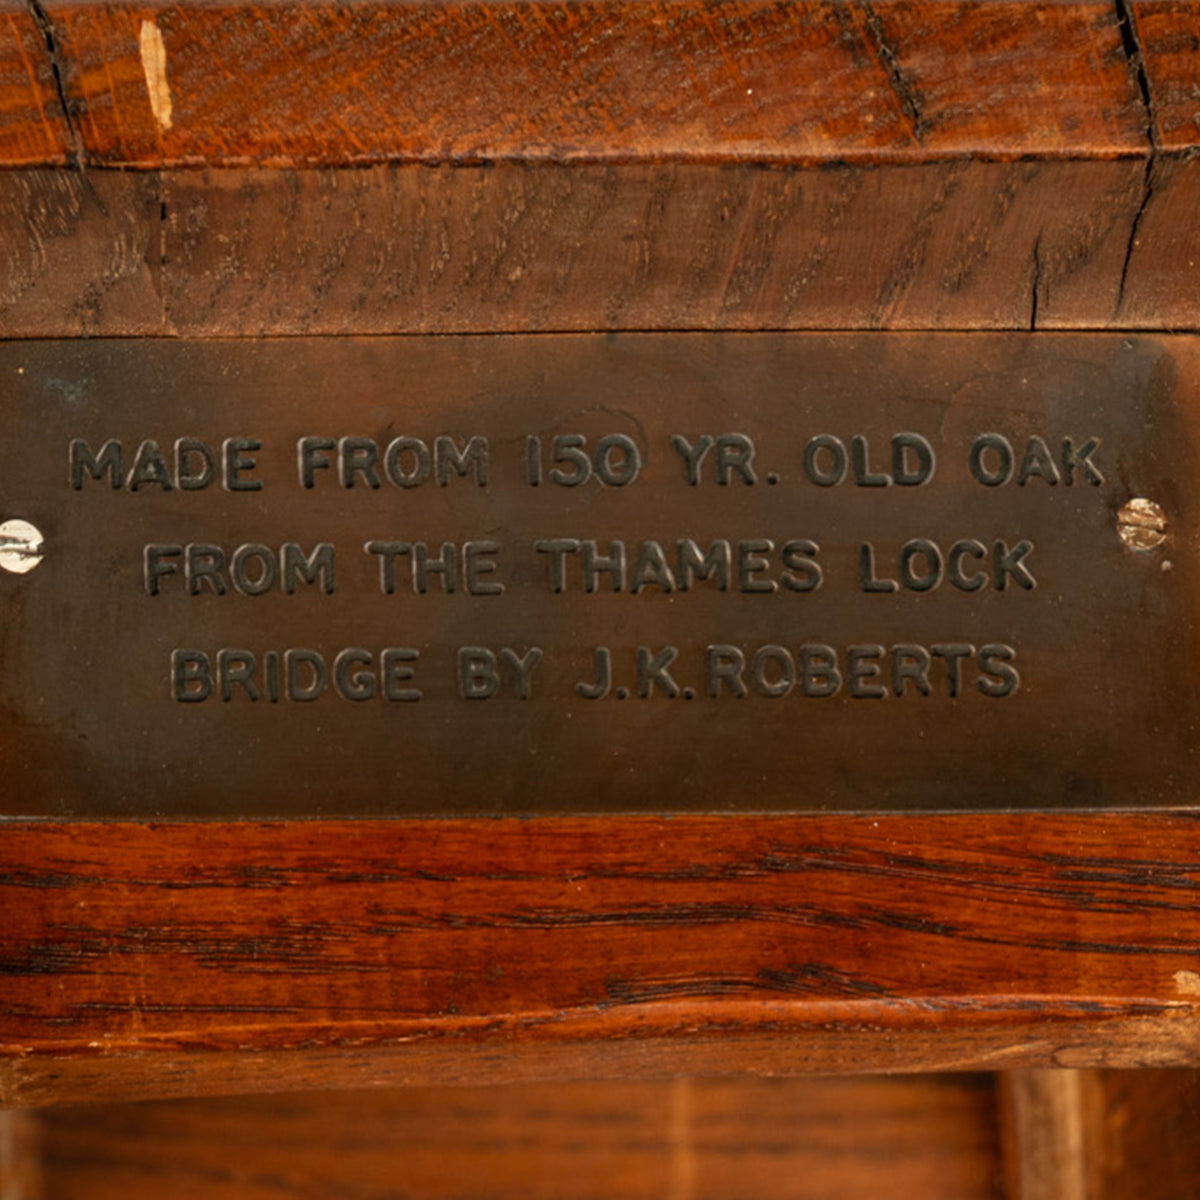 MADE FROM 150 YR. OLD OAK
FROM THE THAMES LOCK
BRIDGE BY J.K.ROBERTS